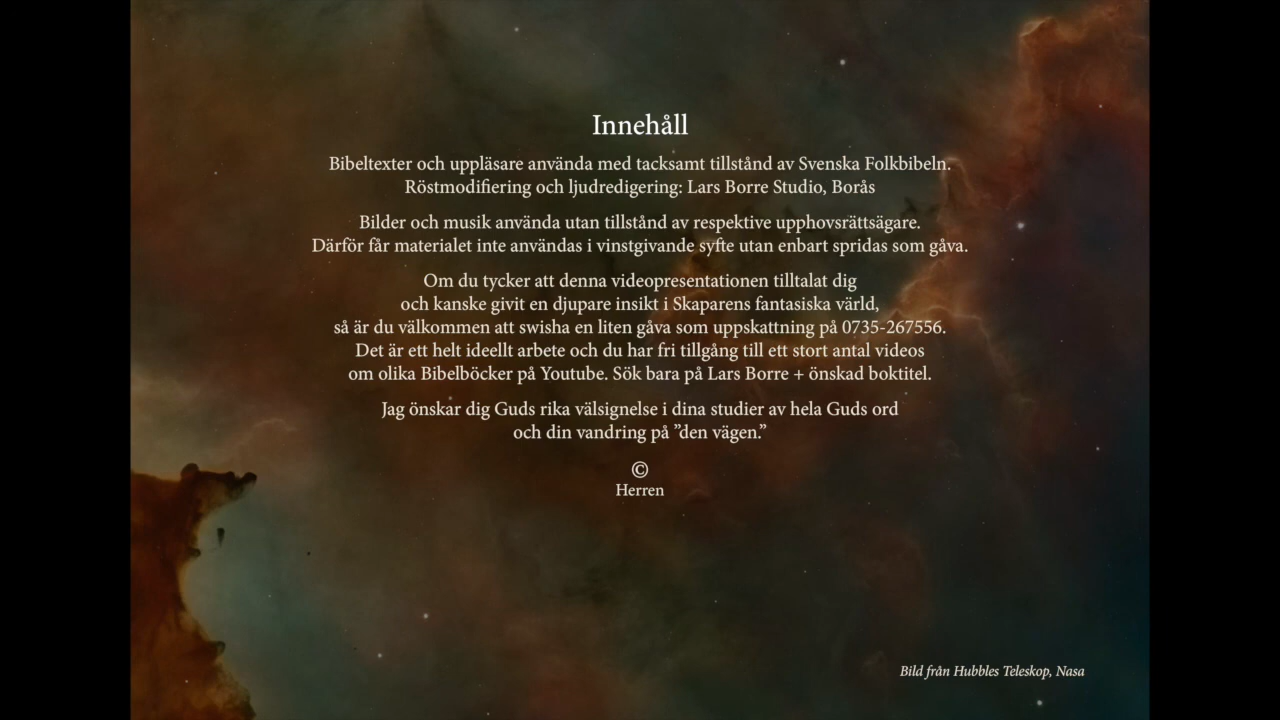 Innehåll
Bibeltexter och uppläsare använda med tacksamt tillstånd av Svenska Folkbibeln.
Röstmodifiering och ljudredigering: Lars Borre Studio, Borås
Bilder och musik använda utan tillstånd av respektive upphovsrättsägare.
Därför får materialet inte användas i vinstgivande syfte utan enbart spridas som gåva.
Om du tycker att denna videopresentationen tilltalat dig
och kanske givit en djupare insikt i Skaparens fantasiska värld,
så är du välkommen att swisha en liten gåva som uppskattning på 0735-267556.
Det är ett helt ideellt arbete och du har fri tillgång till ett stort antal videos
om olika Bibelböcker på Youtube. Sök bara på Lars Borre + önskad boktitel.
Jag önskar dig Guds rika välsignelse i dina studier av hela Guds ord
och din vandring på ”den vägen.”
©
Herren
Bild från Hubbles Teleskop, Nasa